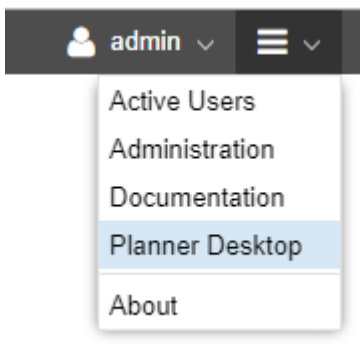 admin
Active Users
Administration
Documentation
Planner Desktop
About